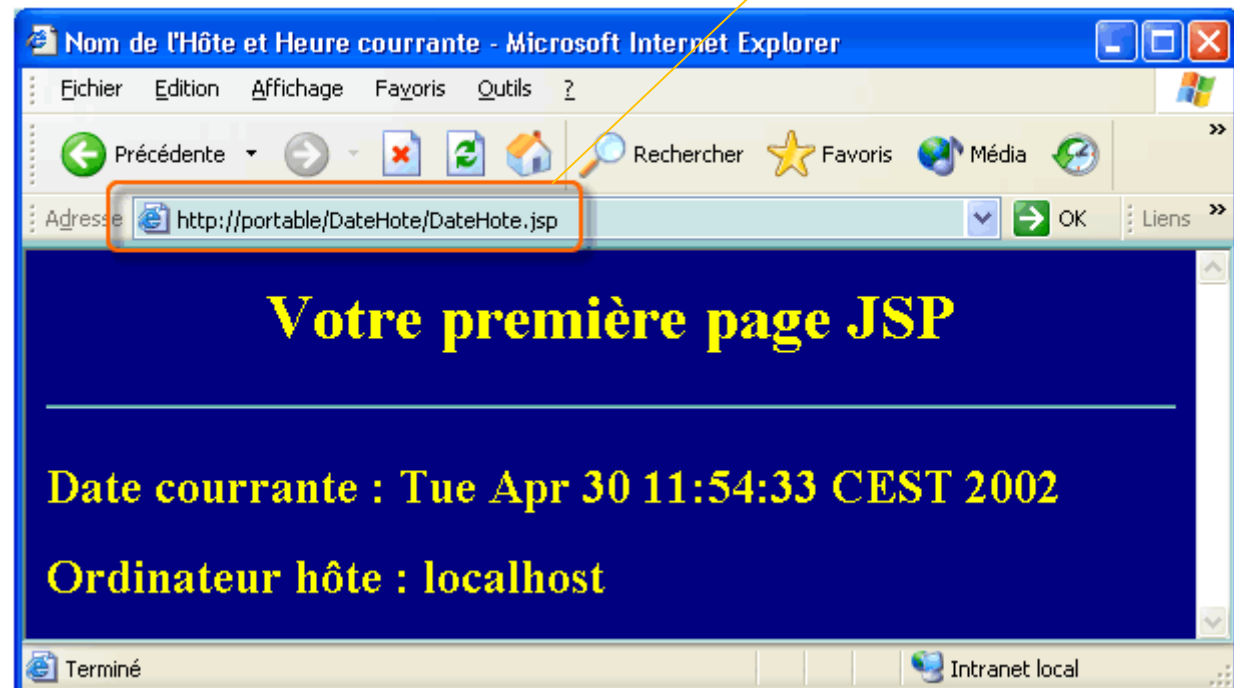 Nom de l'Hôte et Heure courrante - Microsoft Internet Explorer
Fichier Edition Affichage Favoris Outils ?
Précédente Rechercher Favoris Média »
Adresse http://portable/DateHote/DateHote.jsp OK Liens »
Votre première page JSP
Date courrante : Tue Apr 30 11:54:33 CEST 2002
Ordinateur hôte : localhost
Terminé Intranet local